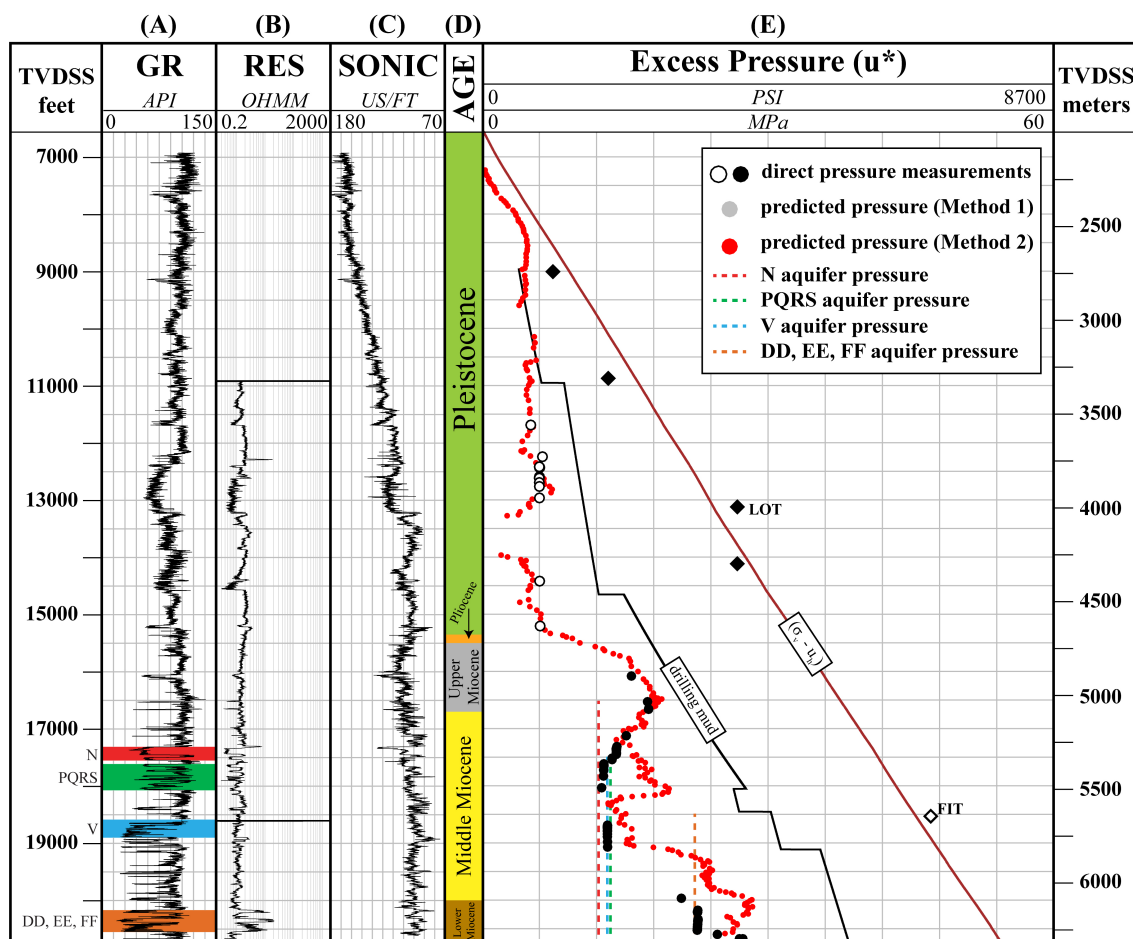 (A)
(B)
(C)
(D)
(E)
TVDSS
feet
GR
API
0 150
RES
OHMM
0.2 2000
SONIC
US/FT
180 70
AGE
Excess Pressure (u*)
0 PSI 8700
0 MPa 60
TVDSS
meters
7000
9000
11000
13000
15000
17000
19000
N
PQRS
V
DD, EE, FF
Pleistocene
Pliocene
Upper
Miocene
Middle Miocene
Lower
Miocene
direct pressure measurements
predicted pressure (Method 1)
predicted pressure (Method 2)
N aquifer pressure
PQRS aquifer pressure
V aquifer pressure
DD, EE, FF aquifer pressure
LOT
(σv - uh)
drilling mud
FIT
2500
3000
3500
4000
4500
5000
5500
6000